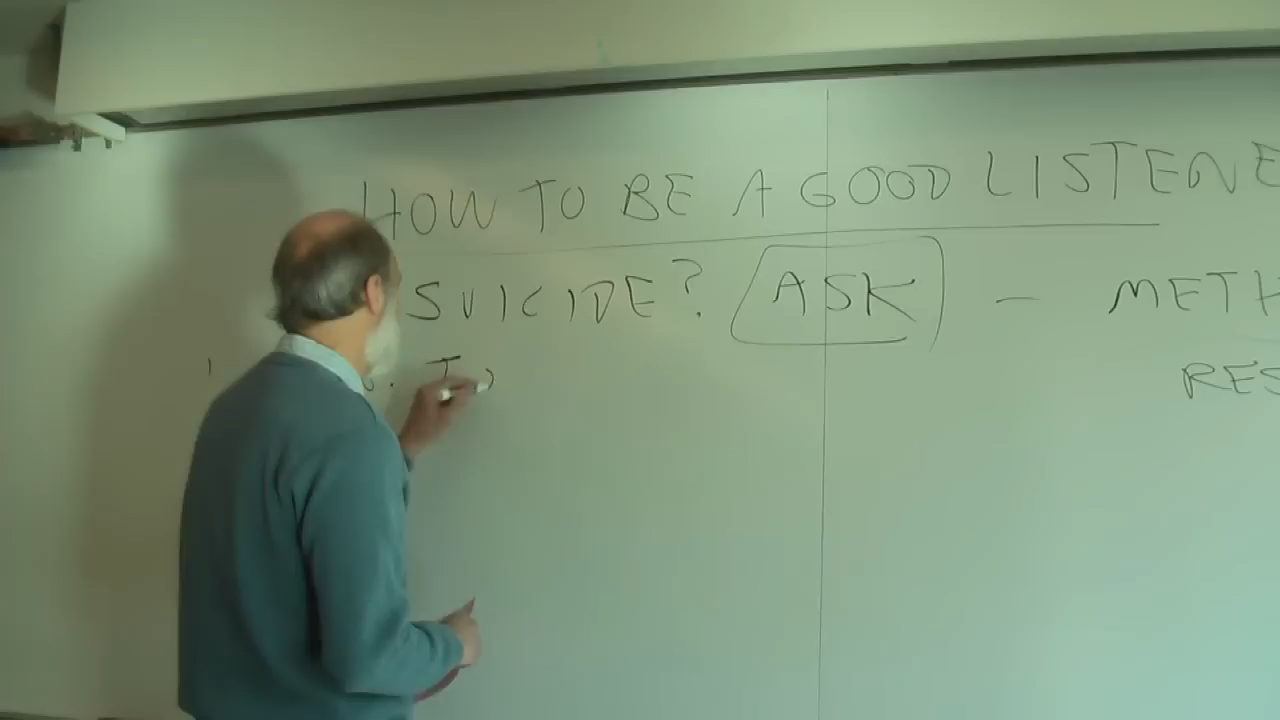 HOW TO BE A GOOD LISTENE
SUICIDE? ASK — METH
RES